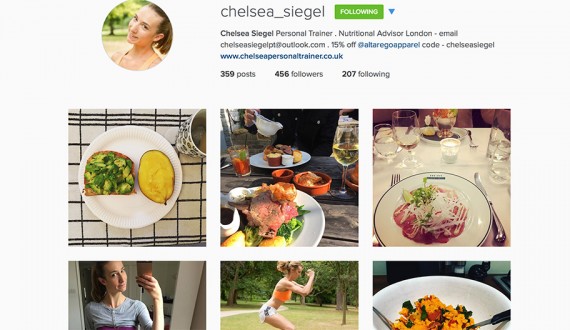 chelsea_siegel FOLLOWING
Chelsea Siegel Personal Trainer . Nutritional Advisor London - email
chelseasiegelpt@outlook.com . 15% off @altaregoapparel code - chelseasiegel
www.chelseapersonaltrainer.co.uk
359 posts 456 followers 207 following